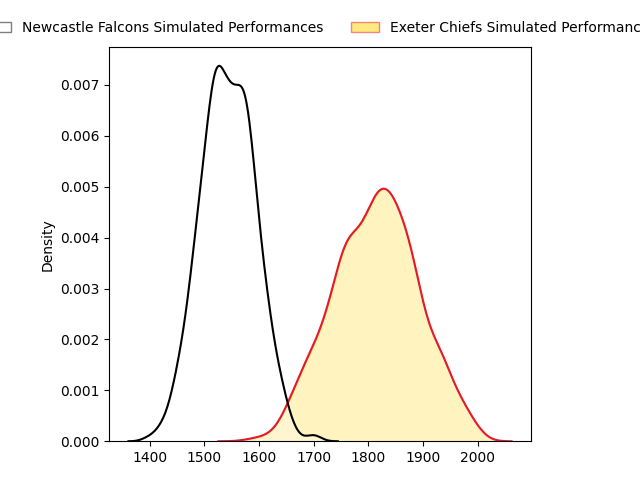 Newcastle Falcons Simulated Performances
Exeter Chiefs Simulated Performanc
0.007
0.006
0.005
0.004
0.003
0.002
0.001
0.000
Density
1400 1500 1600 1700 1800 1900 2000